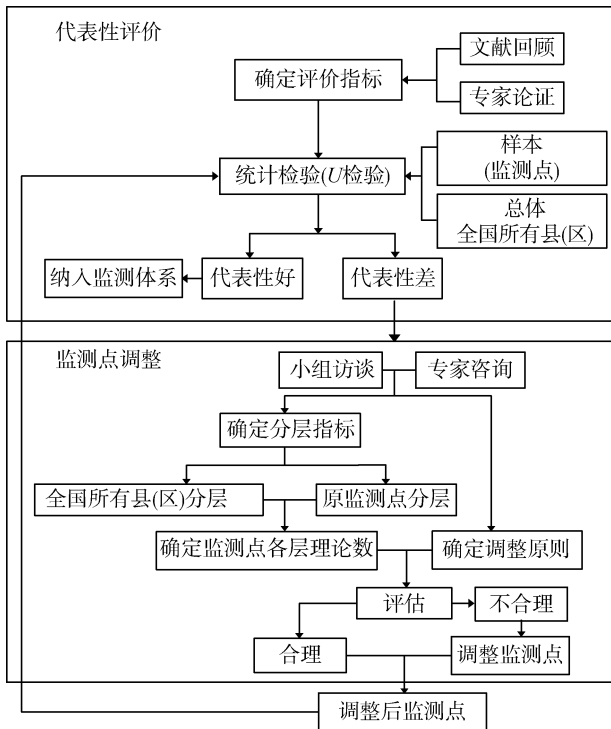 代表性评价
文献回顾
确定评价指标
专家论证
样本
(监测点)
统计检验(U检验)
总体
全国所有县(区)
纳入监测体系
代表性好
代表性差
监测点调整
小组访谈
专家咨询
确定分层指标
全国所有县(区)分层
原监测点分层
确定监测点各层理论数
确定调整原则
评估
不合理
合理
调整监测点
调整后监测点